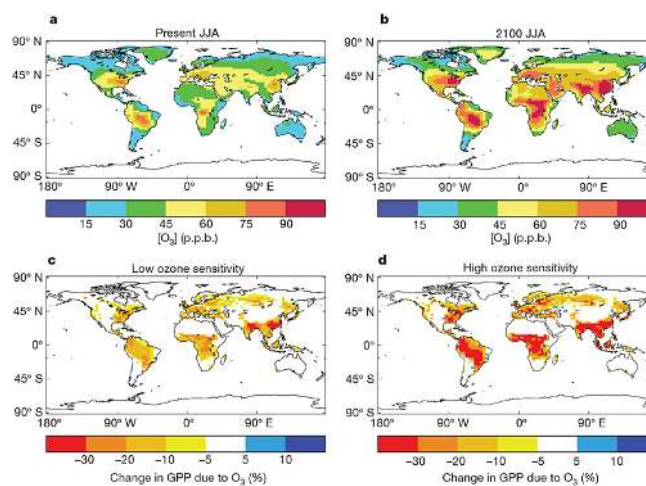 a
Present JJA
b
2100 JJA
90° N
45° N
0°
45° S
90° S
180° 90° W 0° 90° E
90° N
45° N
0°
45° S
90° S
180° 90° W 0° 90° E
15 30 45 60 75 90
[O₃] (p.p.b.)
15 30 45 60 75 90
[O₃] (p.p.b.)
c
Low ozone sensitivity
d
High ozone sensitivity
90° N
45° N
0°
45° S
90° S
180° 90° W 0° 90° E
90° N
45° N
0°
45° S
90° S
180° 90° W 0° 90° E
–30 –20 –10 –5 5 10
Change in GPP due to O₃ (%)
–30 –20 –10 –5 5 10
Change in GPP due to O₃ (%)